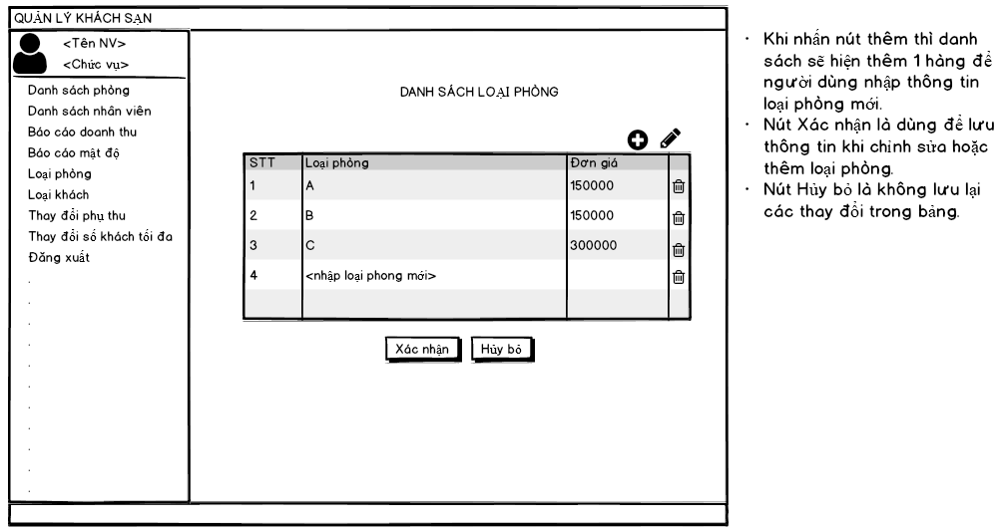 QUẢN LÝ KHÁCH SẠN
<Tên NV>
<Chức vụ>
Danh sách phòng
Danh sách nhân viên
Báo cáo doanh thu
Báo cáo mật độ
Loại phòng
Loại khách
Thay đổi phụ thu
Thay đổi số khách tối đa
Đăng xuất
.
.
.
.
.
.
.
.
.
.
.
DANH SÁCH LOẠI PHÒNG
STT Loại phòng Đơn giá
1 A 150000
2 B 150000
3 C 300000
4 <nhập loại phong mới>
Xác nhận Hủy bỏ
· Khi nhấn nút thêm thì danh
sách sẽ hiện thêm 1 hàng để
người dùng nhập thông tin
loại phòng mới.
· Nút Xác nhận là dùng để lưu
thông tin khi chỉnh sửa hoặc
thêm loại phòng.
· Nút Hủy bỏ là không lưu lại
các thay đổi trong bảng.